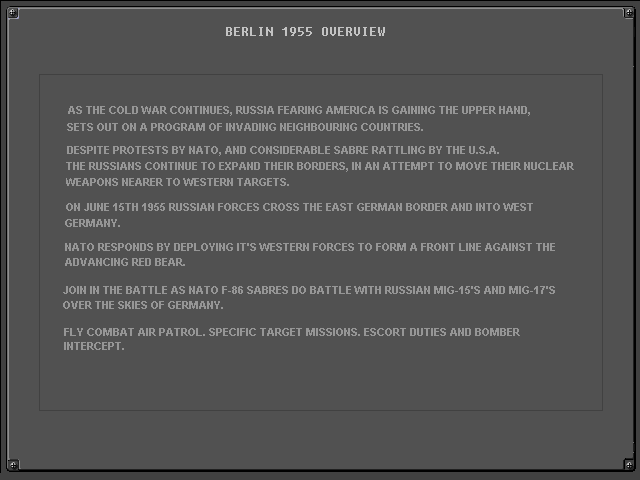 BERLIN 1955 OVERVIEW
AS THE COLD WAR CONTINUES, RUSSIA FEARING AMERICA IS GAINING THE UPPER HAND,
SETS OUT ON A PROGRAM OF INVADING NEIGHBOURING COUNTRIES.
DESPITE PROTESTS BY NATO, AND CONSIDERABLE SABRE RATTLING BY THE U.S.A.
THE RUSSIANS CONTINUE TO EXPAND THEIR BORDERS, IN AN ATTEMPT TO MOVE THEIR NUCLEAR
WEAPONS NEARER TO WESTERN TARGETS.
ON JUNE 15TH 1955 RUSSIAN FORCES CROSS THE EAST GERMAN BORDER AND INTO WEST
GERMANY.
NATO RESPONDS BY DEPLOYING IT'S WESTERN FORCES TO FORM A FRONT LINE AGAINST THE
ADVANCING RED BEAR.
JOIN IN THE BATTLE AS NATO F-86 SABRES DO BATTLE WITH RUSSIAN MIG-15'S AND MIG-17'S
OVER THE SKIES OF GERMANY.
FLY COMBAT AIR PATROL. SPECIFIC TARGET MISSIONS. ESCORT DUTIES AND BOMBER
INTERCEPT.